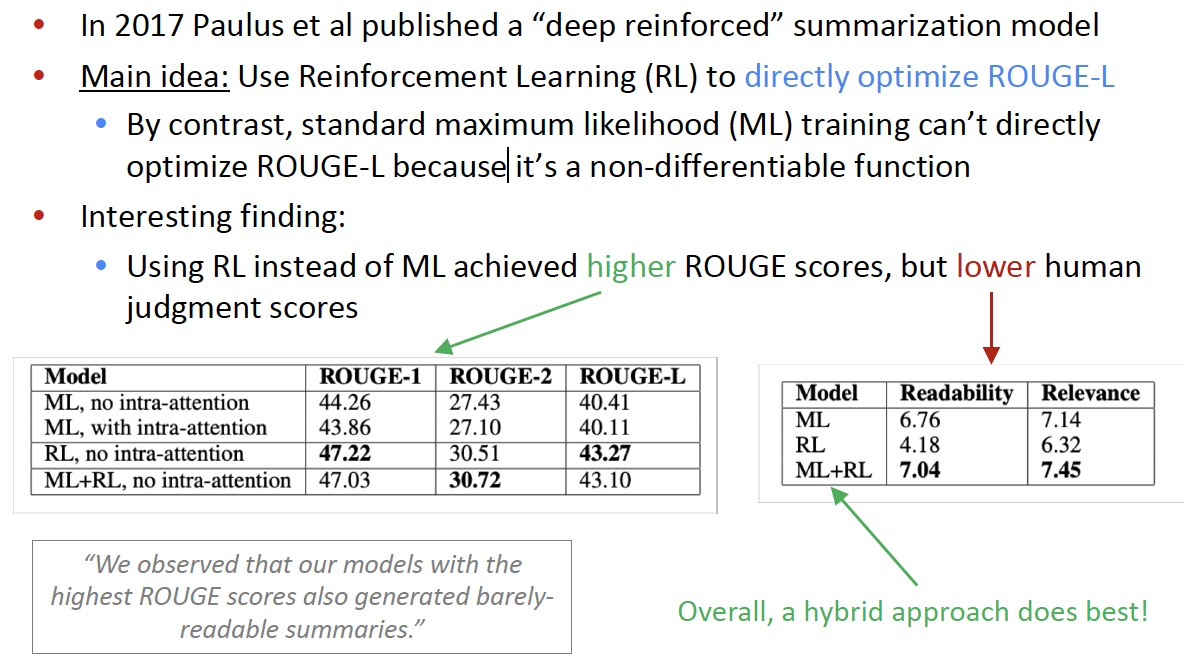 • In 2017 Paulus et al published a “deep reinforced” summarization model
• Main idea: Use Reinforcement Learning (RL) to directly optimize ROUGE-L
• By contrast, standard maximum likelihood (ML) training can’t directly
optimize ROUGE-L because it’s a non-differentiable function
• Interesting finding:
• Using RL instead of ML achieved higher ROUGE scores, but lower human
judgment scores
Model ROUGE-1 ROUGE-2 ROUGE-L
ML, no intra-attention 44.26 27.43 40.41
ML, with intra-attention 43.86 27.10 40.11
RL, no intra-attention 47.22 30.51 43.27
ML+RL, no intra-attention 47.03 30.72 43.10
Model Readability Relevance
ML 6.76 7.14
RL 4.18 6.32
ML+RL 7.04 7.45
“We observed that our models with the
highest ROUGE scores also generated barely-
readable summaries.”
Overall, a hybrid approach does best!